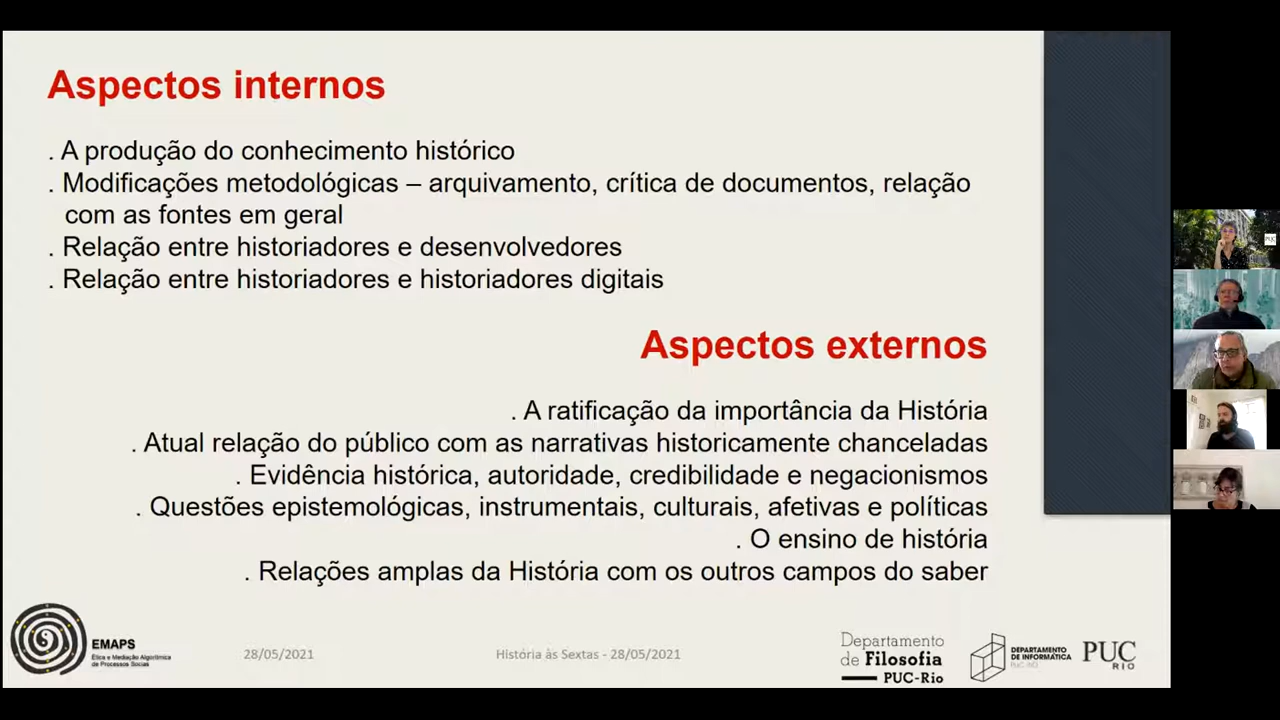 Aspectos internos
. A produção do conhecimento histórico
. Modificações metodológicas – arquivamento, crítica de documentos, relação
com as fontes em geral
. Relação entre historiadores e desenvolvedores
. Relação entre historiadores e historiadores digitais
Aspectos externos
. A ratificação da importância da História
. Atual relação do público com as narrativas historicamente chanceladas
. Evidência histórica, autoridade, credibilidade e negacionismos
. Questões epistemológicas, instrumentais, culturais, afetivas e políticas
. O ensino de história
. Relações amplas da História com os outros campos do saber
EMAPS
Ética e Mediação Algorítmica
de Processos Sociais
28/05/2021
História às Sextas - 28/05/2021
Departamento
de Filosofia
PUC-Rio
DEPARTAMENTO
DE INFORMÁTICA
PUC-RIO
PUC
RIO
PUC